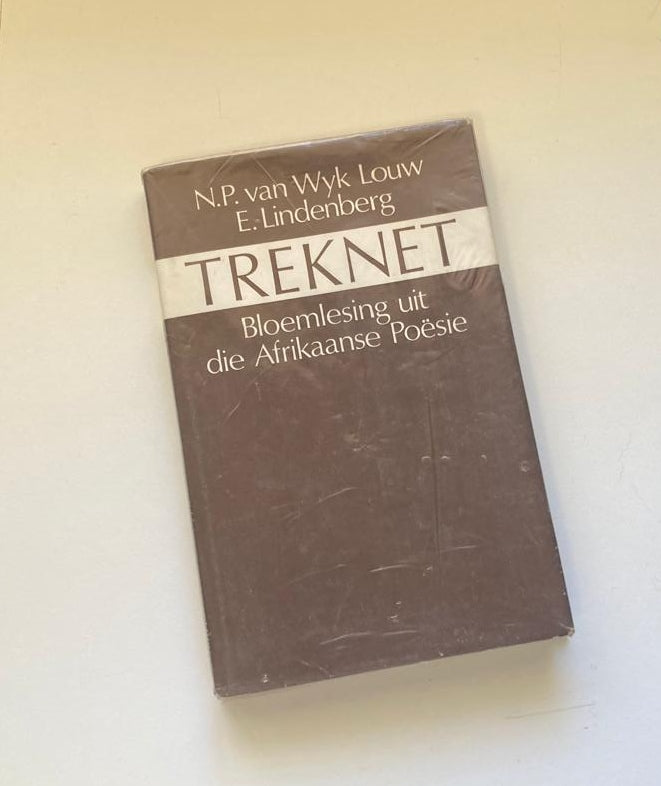 N.P. van Wyk Louw
E. Lindenberg
TREKNET
Bloemlesing uit
die Afrikaanse Poësie